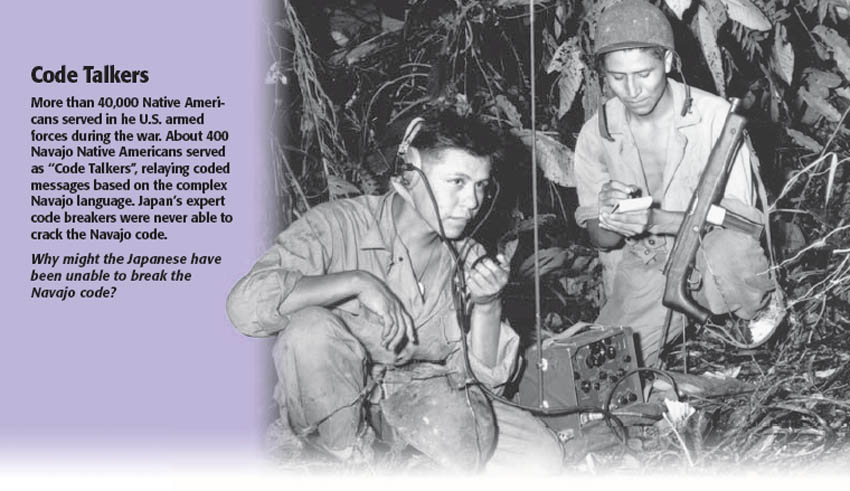 Code Talkers
More than 40,000 Native Ameri-
cans served in he U.S. armed
forces during the war. About 400
Navajo Native Americans served
as “Code Talkers”, relaying coded
messages based on the complex
Navajo language. Japan’s expert
code breakers were never able to
crack the Navajo code.
Why might the Japanese have
been unable to break the
Navajo code?